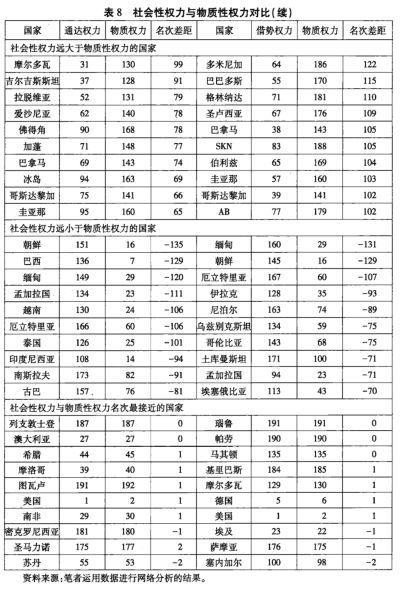 表 8 社会性权力与物质性权力对比(续)
国家 通达权力 物质权力 名次差距 国家 借势权力 物质权力 名次差距
社会性权力远大于物质性权力的国家
摩尔多瓦 31 130 99 多米尼加 64 186 122
吉尔吉斯斯坦 37 128 91 巴巴多斯 55 170 115
拉脱维亚 52 131 79 格林纳达 71 181 110
爱沙尼亚 62 140 78 圣卢西亚 67 176 109
佛得角 90 168 78 巴拿马 38 143 105
加蓬 71 148 77 SKN 83 188 105
巴拿马 69 143 74 伯利兹 65 169 104
冰岛 94 163 69 圭亚那 57 160 103
哥斯达黎加 75 141 66 哥斯达黎加 39 141 102
圭亚那 95 160 65 AB 77 179 102
社会性权力远小于物质性权力的国家
朝鲜 151 16 -135 缅甸 160 29 -131
巴西 136 7 -129 朝鲜 145 16 -129
缅甸 149 29 -120 厄立特里亚 167 60 -107
孟加拉国 134 23 -111 伊拉克 128 35 -93
越南 130 24 -106 尼泊尔 163 74 -89
厄立特里亚 166 60 -106 乌兹别克斯坦 134 59 -75
泰国 126 25 -101 哥伦比亚 143 68 -75
印度尼西亚 108 14 -94 土库曼斯坦 171 100 -71
南斯拉夫 173 82 -91 孟加拉国 94 23 -71
古巴 157 76 -81 埃塞俄比亚 113 43 -70
社会性权力与物质性权力名次最接近的国家
列支敦士登 187 187 0 瑙鲁 191 191 0
澳大利亚 27 27 0 帕劳 190 190 0
希腊 44 45 1 马其顿 135 135 0
摩洛哥 39 40 1 基里巴斯 184 185 1
图瓦卢 191 192 1 摩尔多瓦 129 130 1
美国 1 2 1 德国 5 6 1
南非 29 30 1 美国 1 2 1
密克罗尼西亚 181 180 -1 埃及 23 22 -1
圣马力诺 175 177 2 萨摩亚 176 175 -1
苏丹 55 53 -2 塞内加尔 100 98 -2
资料来源:笔者运用数据进行网络分析的结果。